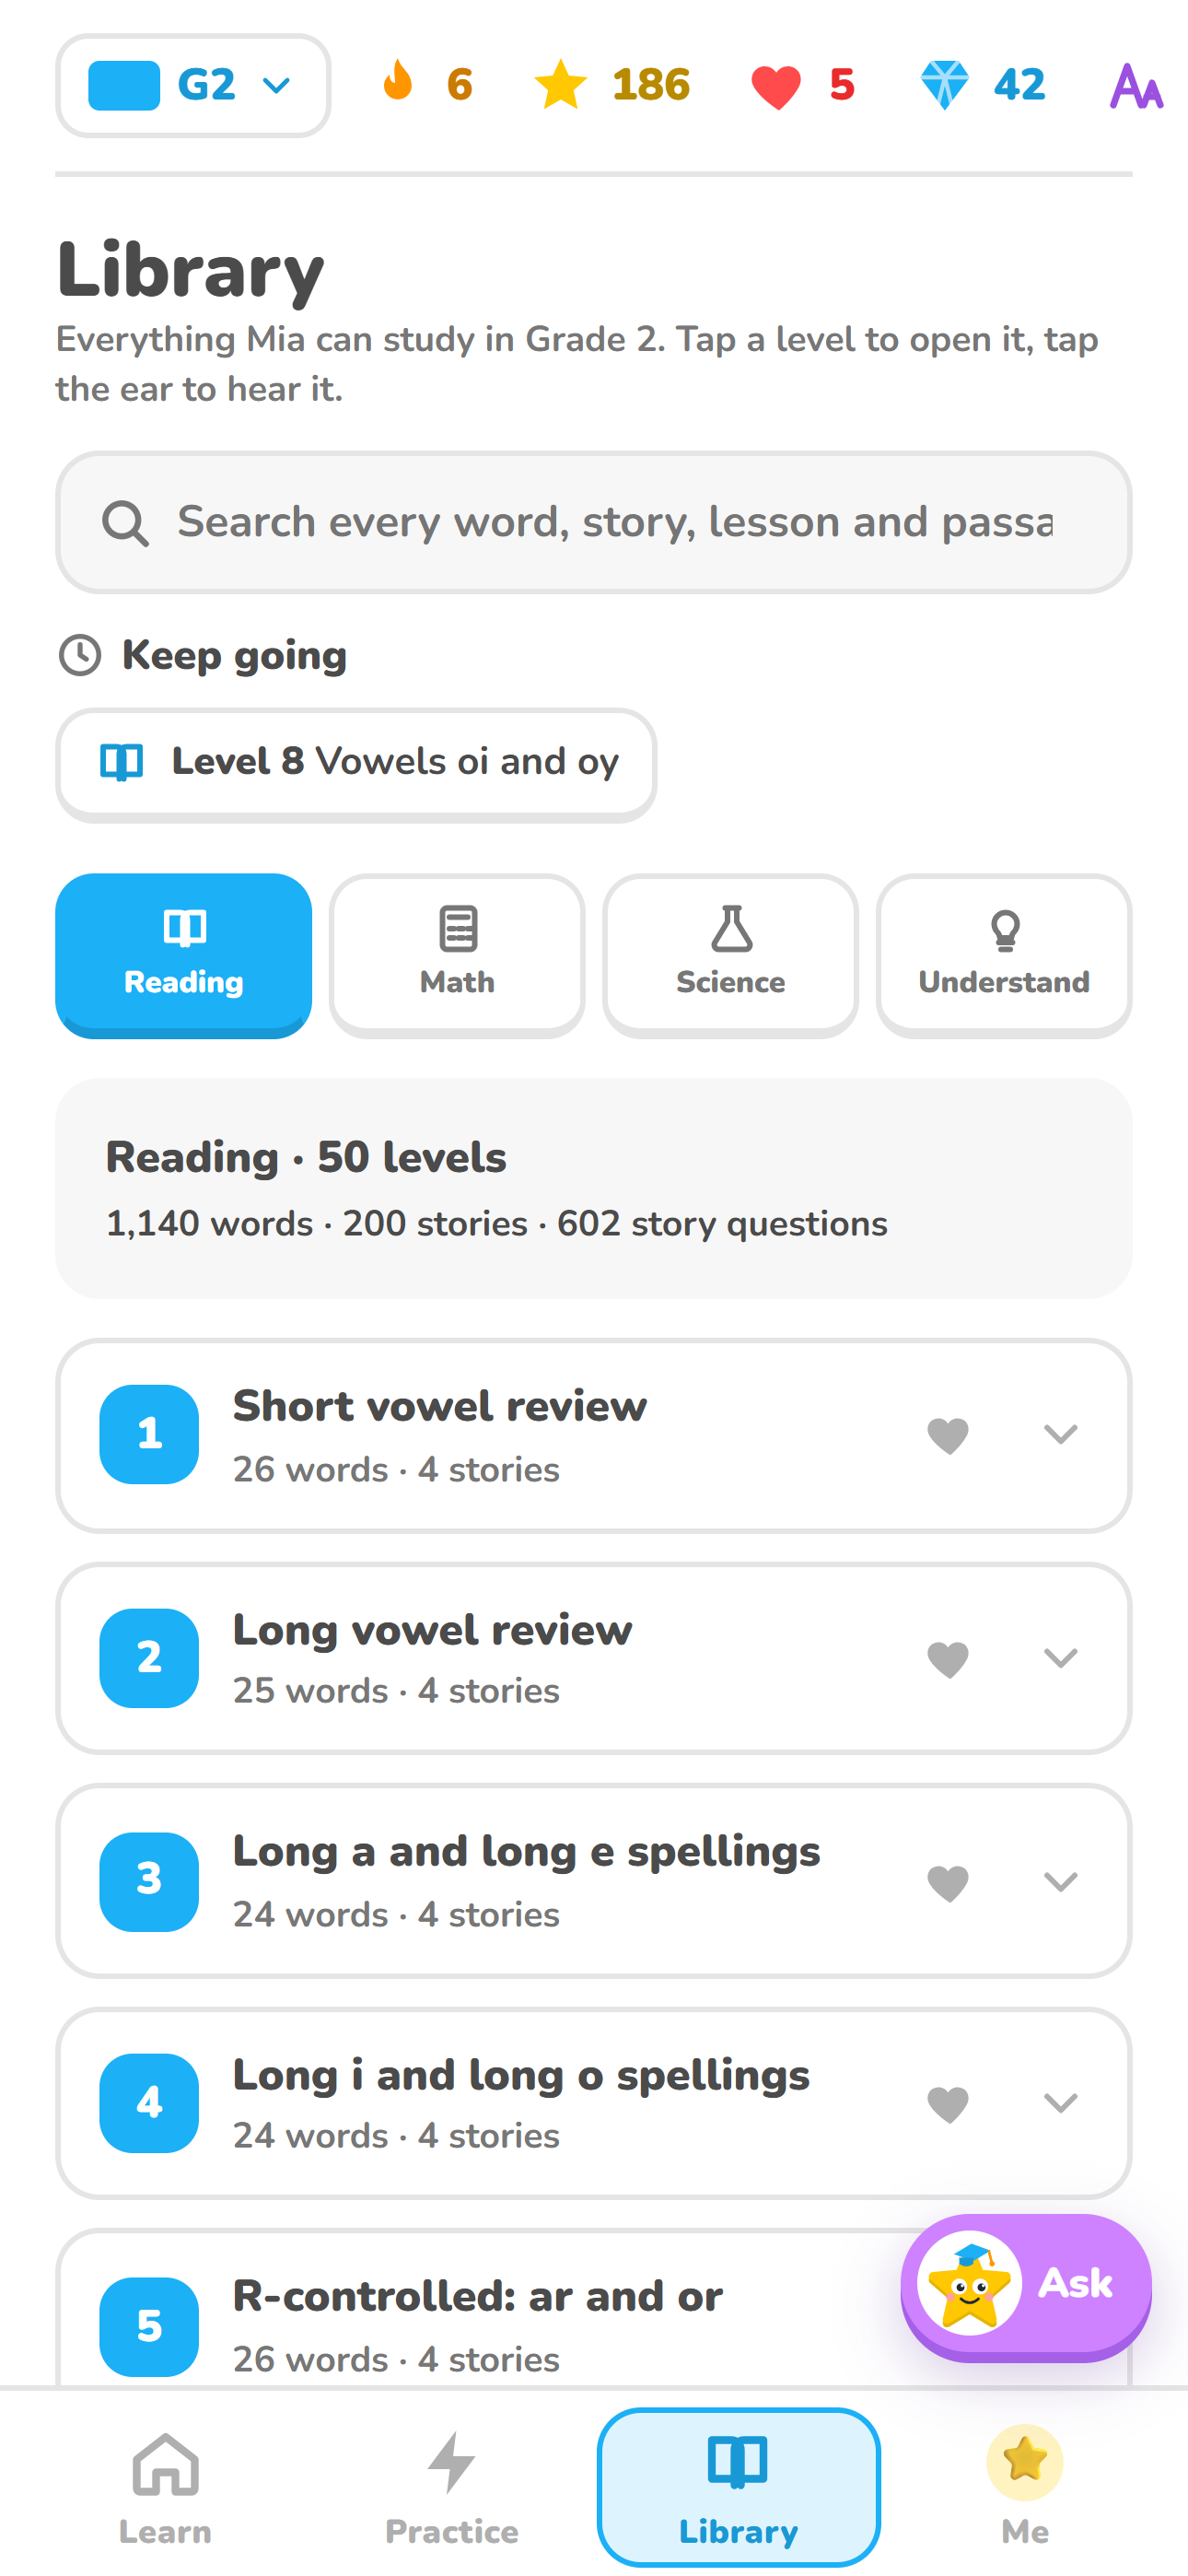 G2 6 186 5 42 AA
Library
Everything Mia can study in Grade 2. Tap a level to open it, tap
the ear to hear it.
Search every word, story, lesson and passa
Keep going
Level 8 Vowels oi and oy
Reading Math Science Understand
Reading · 50 levels
1,140 words · 200 stories · 602 story questions
1 Short vowel review
26 words · 4 stories
2 Long vowel review
25 words · 4 stories
3 Long a and long e spellings
24 words · 4 stories
4 Long i and long o spellings
24 words · 4 stories
5 R-controlled: ar and or
26 words · 4 stories
Ask
Learn Practice Library Me